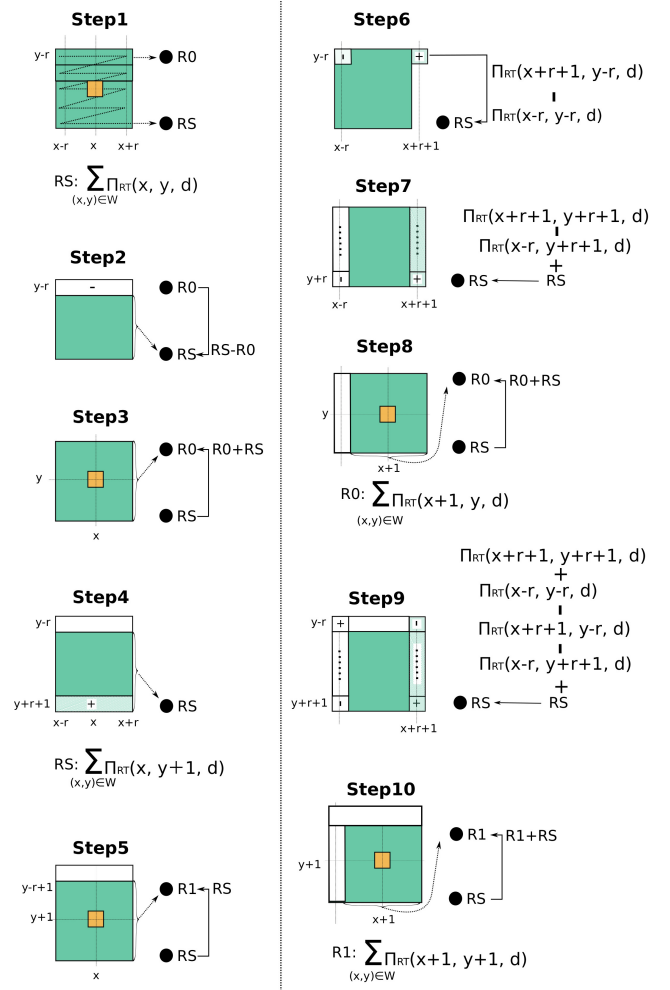 Step1
y-r
R0
RS
x-r x x+r
RS: ∑ΠRT(x, y, d)
(x,y)∈W
Step2
y-r
-
R0
RS
RS-R0
Step3
y
R0
R0+RS
RS
x
Step4
y-r
y+r+1
+
RS
x-r x x+r
RS: ∑ΠRT(x, y+1, d)
(x,y)∈W
Step5
y-r+1
y+1
R1
RS
RS
x
Step6
y-r
-
+
ΠRT(x+r+1, y-r, d)
-
ΠRT(x-r, y-r, d)
RS
x-r x+r+1
Step7
ΠRT(x+r+1, y+r+1, d)
-
ΠRT(x-r, y+r+1, d)
+
y+r
-
+
RS
RS
x-r x+r+1
Step8
R0
R0+RS
y
RS
x+1
R0: ∑ΠRT(x+1, y, d)
(x,y)∈W
ΠRT(x+r+1, y+r+1, d)
+
Step9
ΠRT(x-r, y-r, d)
-
y-r
+
-
ΠRT(x+r+1, y-r, d)
-
ΠRT(x-r, y+r+1, d)
+
y+r+1
-
+
RS
RS
x+r+1
Step10
R1
R1+RS
y+1
RS
x+1
R1: ∑ΠRT(x+1, y+1, d)
(x,y)∈W